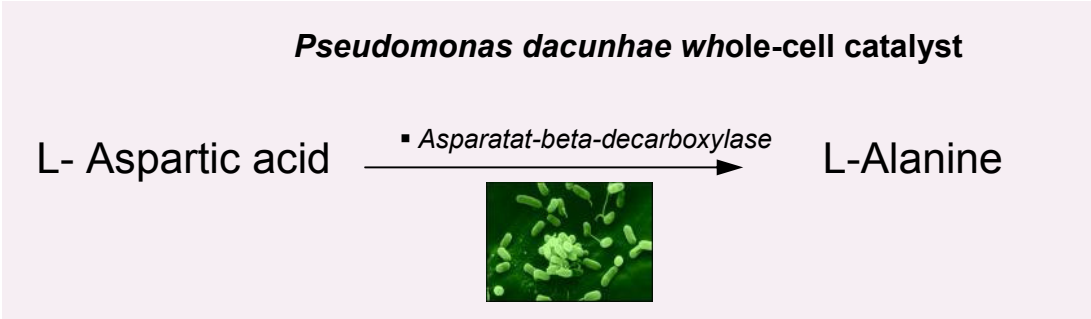 Pseudomonas dacunhae whole-cell catalyst
▪ Asparatat-beta-decarboxylase
L- Aspartic acid
L-Alanine